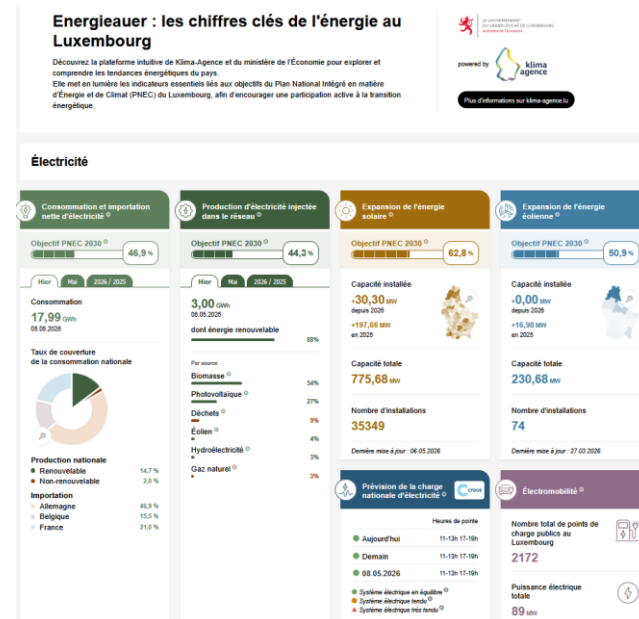 Energieauer : les chiffres clés de l'énergie au
Luxembourg
Découvrez la plateforme intuitive de Klima-Agence et du ministère de l'Économie pour explorer et
comprendre les tendances énergétiques du pays.
Elle met en lumière les indicateurs essentiels liés aux objectifs du Plan National Intégré en matière
d'Énergie et de Climat (PNEC) du Luxembourg, afin d'encourager une participation active à la transition
énergétique.
LE GOUVERNEMENT
DU GRAND-DUCHÉ DE LUXEMBOURG
Ministère de l'Économie
powered by
klima
agence
Plus d'informations sur klima-agence.lu
Électricité
Consommation et importation
nette d'électricité
Objectif PNEC 2030
46,9 %
Hier Mai 2026 / 2025
Consommation
17,99 GWh
05.05.2026
Taux de couverture
de la consommation nationale
Production nationale
Renouvelable 14,7 %
Non-renouvelable 2,0 %
Importation
Allemagne 46,9 %
Belgique 15,5 %
France 21,0 %
Production d'électricité injectée
dans le réseau
Objectif PNEC 2030
44,3 %
Hier Mai 2026 / 2025
3,00 GWh
05.05.2026
dont énergie renouvelable
88%
Par source
Biomasse
54%
Photovoltaïque
27%
Déchets
9%
Éolien
4%
Hydroélectricité
3%
Gaz naturel
3%
Expansion de l'énergie
solaire
Objectif PNEC 2030
62,8 %
Capacité installée
+30,30 MW
depuis 2026
+197,66 MW
en 2025
Capacité totale
775,68 MW
Nombre d'installations
35349
Dernière mise à jour : 06.05.2026
Expansion de l'énergie
éolienne
Objectif PNEC 2030
50,9 %
Capacité installée
+0,00 MW
depuis 2026
+16,98 MW
en 2025
Capacité totale
230,68 MW
Nombre d'installations
74
Dernière mise à jour : 27.03.2026
Prévision de la charge
nationale d'électricité
creos
Heures de pointe
Aujourd'hui 11-13h 17-19h
Demain 11-13h 17-19h
08.05.2026 11-13h 17-19h
Système électrique en équilibre
Système électrique tendu
Système électrique très tendu
Électromobilité
Nombre total de points de
charge publics au
Luxembourg
2172
Puissance électrique
totale
89 MW